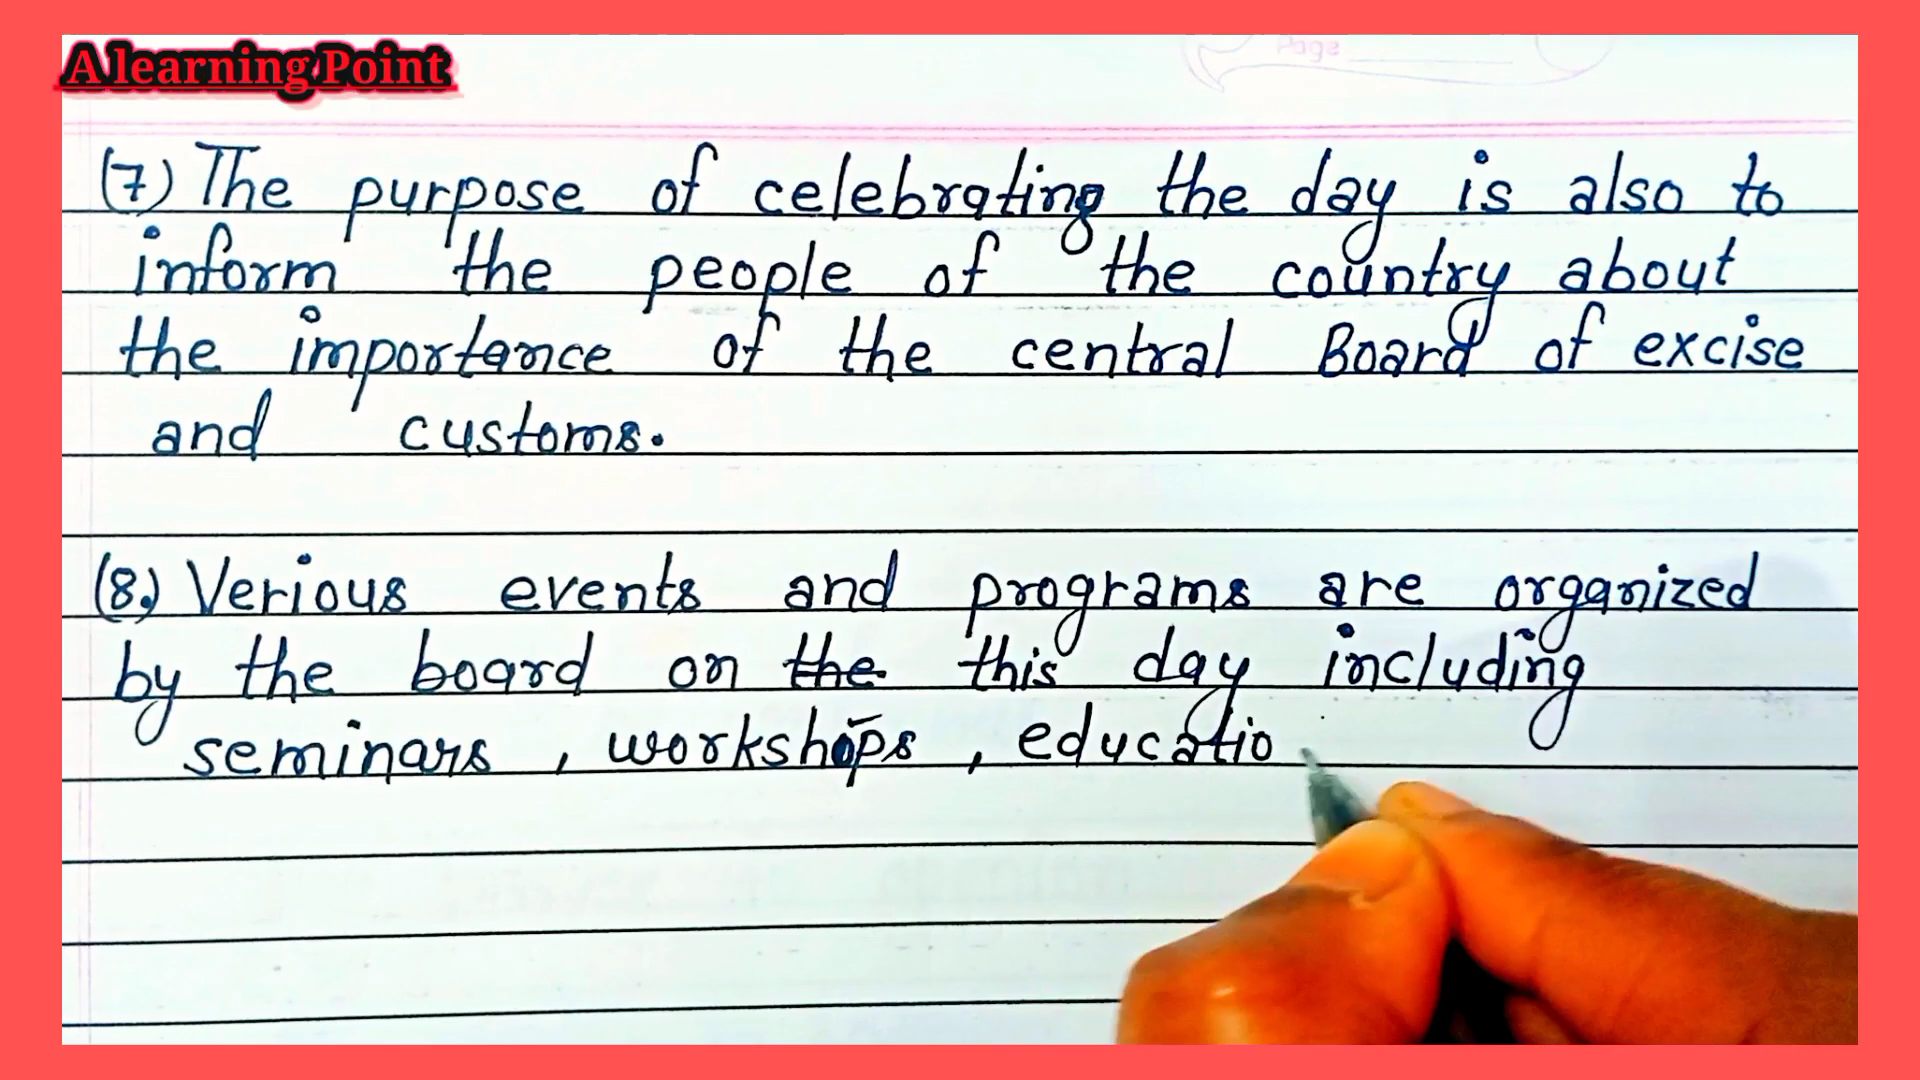 A learning Point
Page
(7) The purpose of celebrating the day is also to
inform the people of the country about
the importance of the central Board of excise
and customs.
(8.) Verious events and programs are organized
by the board on the this day including
seminars , workshops , educatio